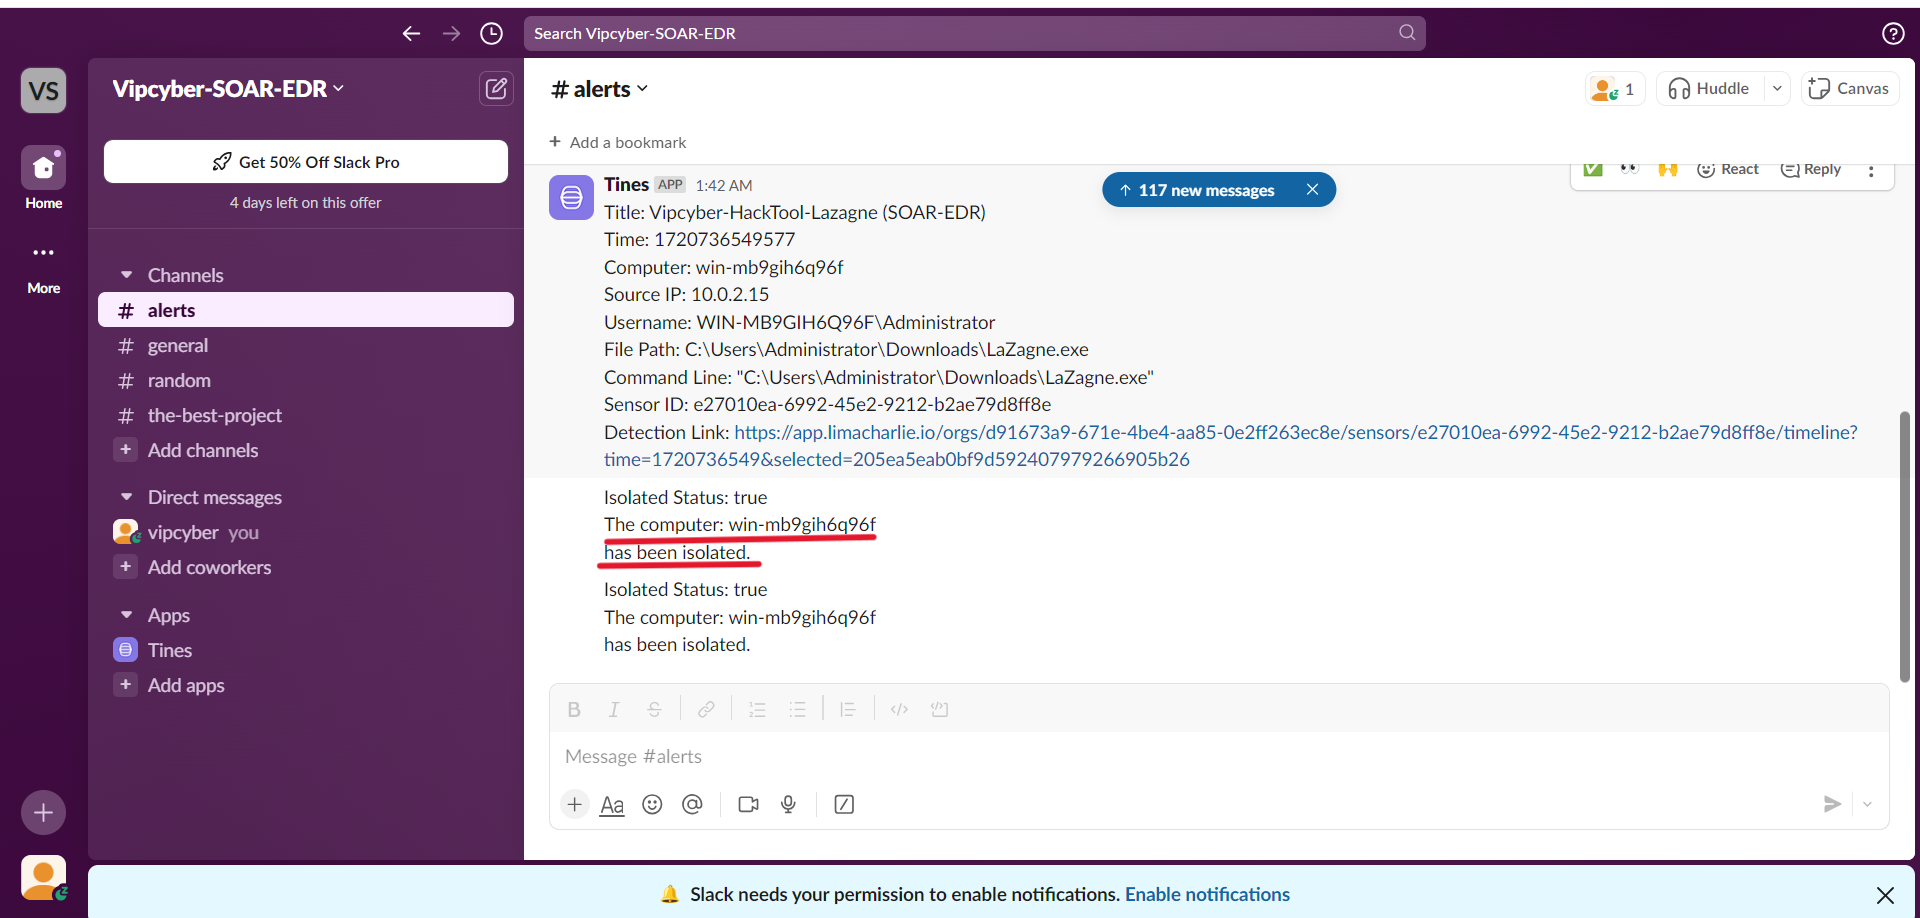 Search Vipcyber-SOAR-EDR
VS
Vipcyber-SOAR-EDR
# alerts
1
Huddle
Canvas
+ Add a bookmark
Get 50% Off Slack Pro
4 days left on this offer
Home
More
Channels
# alerts
# general
# random
# the-best-project
+ Add channels
Direct messages
vipcyber you
+ Add coworkers
Apps
Tines
+ Add apps
React
Reply
↑ 117 new messages
Tines APP 1:42 AM
Title: Vipcyber-HackTool-Lazagne (SOAR-EDR)
Time: 1720736549577
Computer: win-mb9gih6q96f
Source IP: 10.0.2.15
Username: WIN-MB9GIH6Q96F\Administrator
File Path: C:\Users\Administrator\Downloads\LaZagne.exe
Command Line: "C:\Users\Administrator\Downloads\LaZagne.exe"
Sensor ID: e27010ea-6992-45e2-9212-b2ae79d8ff8e
Detection Link: https://app.limacharlie.io/orgs/d91673a9-671e-4be4-aa85-0e2ff263ec8e/sensors/e27010ea-6992-45e2-9212-b2ae79d8ff8e/timeline?
time=1720736549&selected=205ea5eab0bf9d592407979266905b26
Isolated Status: true
The computer: win-mb9gih6q96f
has been isolated.
Isolated Status: true
The computer: win-mb9gih6q96f
has been isolated.
B I S
Message #alerts
+ Aa @
Slack needs your permission to enable notifications. Enable notifications